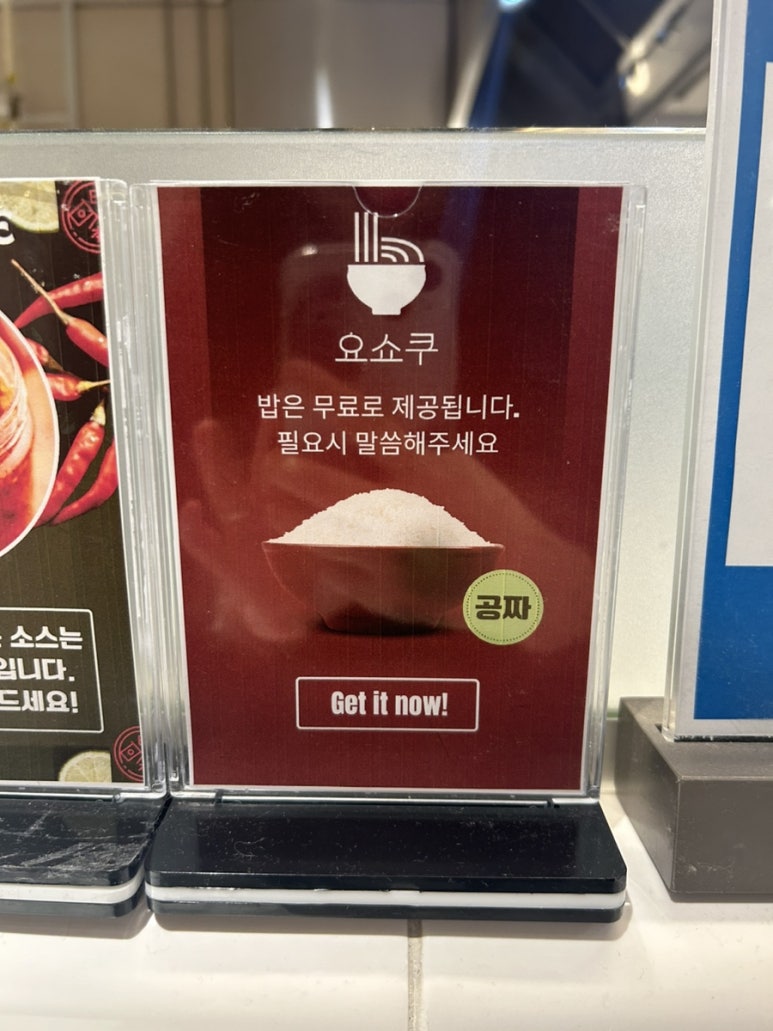 소스는
입니다.
드세요!
요쇼쿠
밥은 무료로 제공됩니다.
필요시 말씀해주세요
공짜
Get it now!